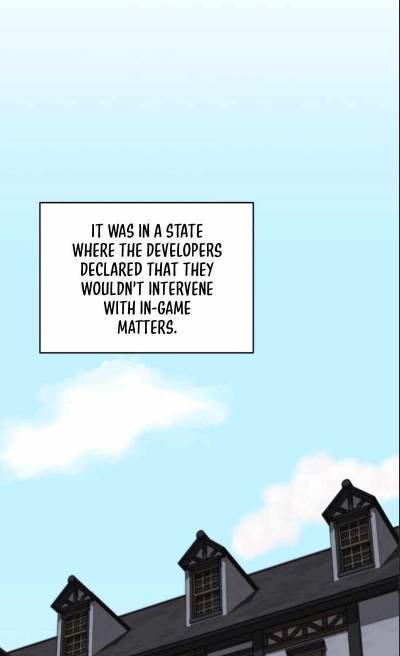 IT WAS IN A STATE
WHERE THE DEVELOPERS
DECLARED THAT THEY
WOULDN'T INTERVENE
WITH IN-GAME
MATTERS.